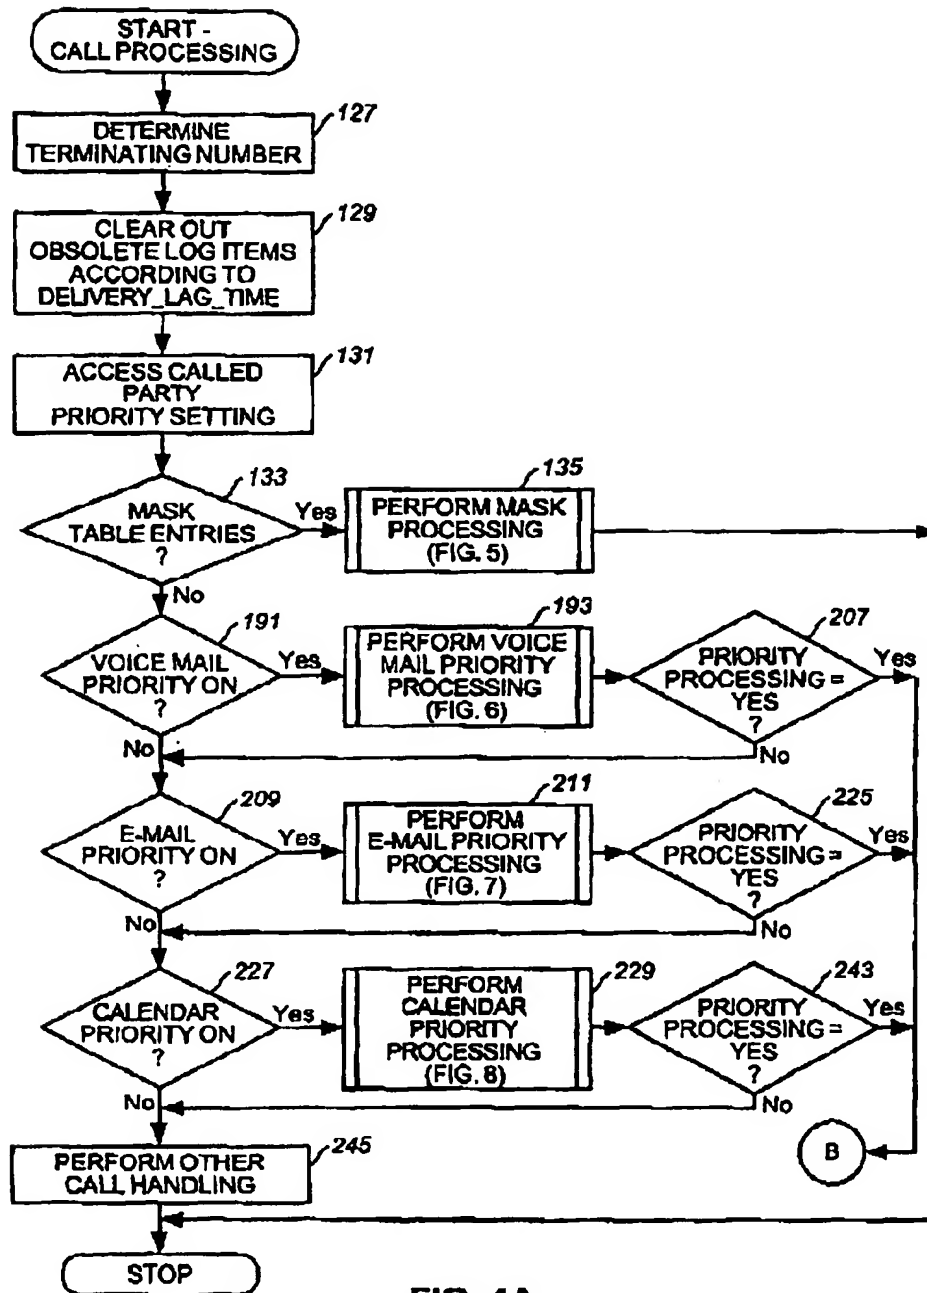 START -
CALL PROCESSING
127
DETERMINE
TERMINATING NUMBER
129
CLEAR OUT
OBSOLETE LOG ITEMS
ACCORDING TO
DELIVERY_LAG_TIME
131
ACCESS CALLED
PARTY
PRIORITY SETTING
133
MASK
TABLE ENTRIES
?
Yes
No
135
PERFORM MASK
PROCESSING
(FIG. 5)
191
VOICE MAIL
PRIORITY ON
?
Yes
No
193
PERFORM VOICE
MAIL PRIORITY
PROCESSING
(FIG. 6)
207
PRIORITY
PROCESSING =
YES
?
Yes
No
209
E-MAIL
PRIORITY ON
?
Yes
No
211
PERFORM
E-MAIL PRIORITY
PROCESSING
(FIG. 7)
225
PRIORITY
PROCESSING =
YES
?
Yes
No
227
CALENDAR
PRIORITY ON
?
Yes
No
229
PERFORM
CALENDAR
PRIORITY
PROCESSING
(FIG. 8)
243
PRIORITY
PROCESSING =
YES
?
Yes
No
B
245
PERFORM OTHER
CALL HANDLING
STOP